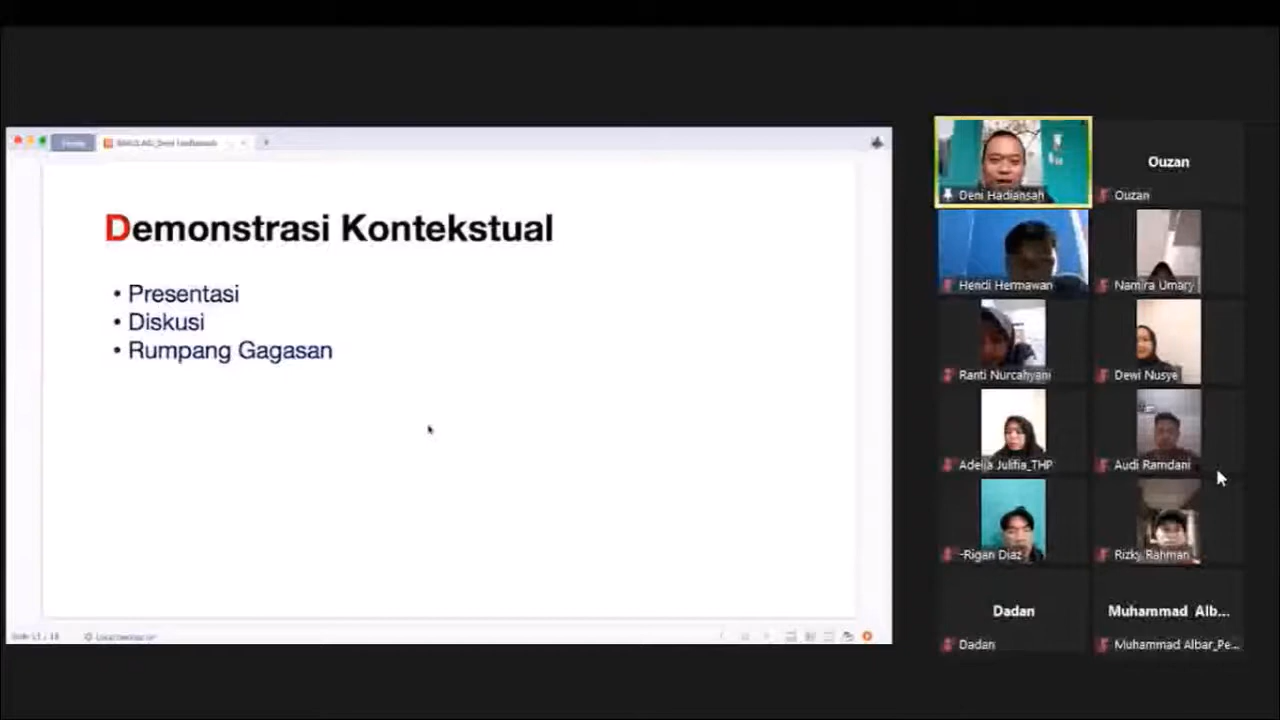 Demonstrasi Kontekstual
• Presentasi
• Diskusi
• Rumpang Gagasan
Deni Hadiansah
Ouzan
Ouzan
Hendi Hermawan
Namira Umary
Ranti Nurcahyani
Dewi Nusye
Adelia Julifia_THP
Audi Ramdani
-Rigan Diaz
Rizky Rahman
Dadan
Muhammad Alb...
Dadan
Muhammad Albar_Pe...